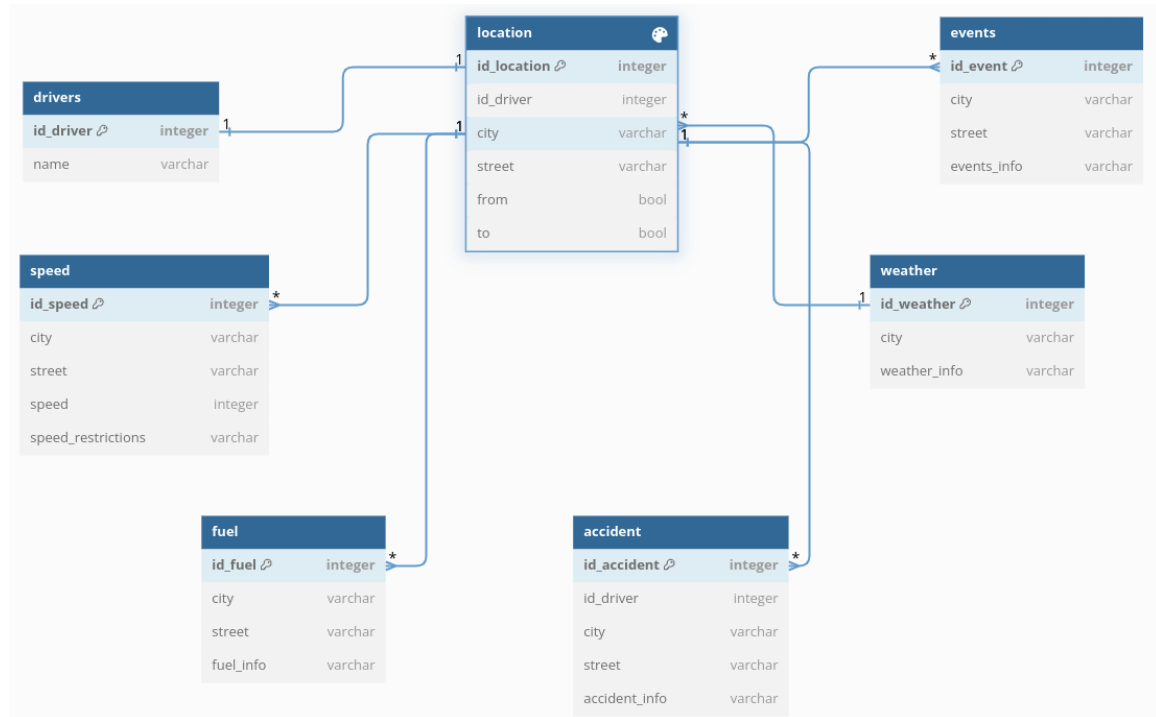 location
id_location integer
id_driver integer
city varchar
street varchar
from bool
to bool
events
id_event integer
city varchar
street varchar
events_info varchar
drivers
id_driver integer
name varchar
1
1
1
*
1
*
speed
id_speed integer
city varchar
street varchar
speed integer
speed_restrictions varchar
*
weather
id_weather integer
city varchar
weather_info varchar
1
fuel
id_fuel integer
city varchar
street varchar
fuel_info varchar
*
accident
id_accident integer
id_driver integer
city varchar
street varchar
accident_info varchar
*